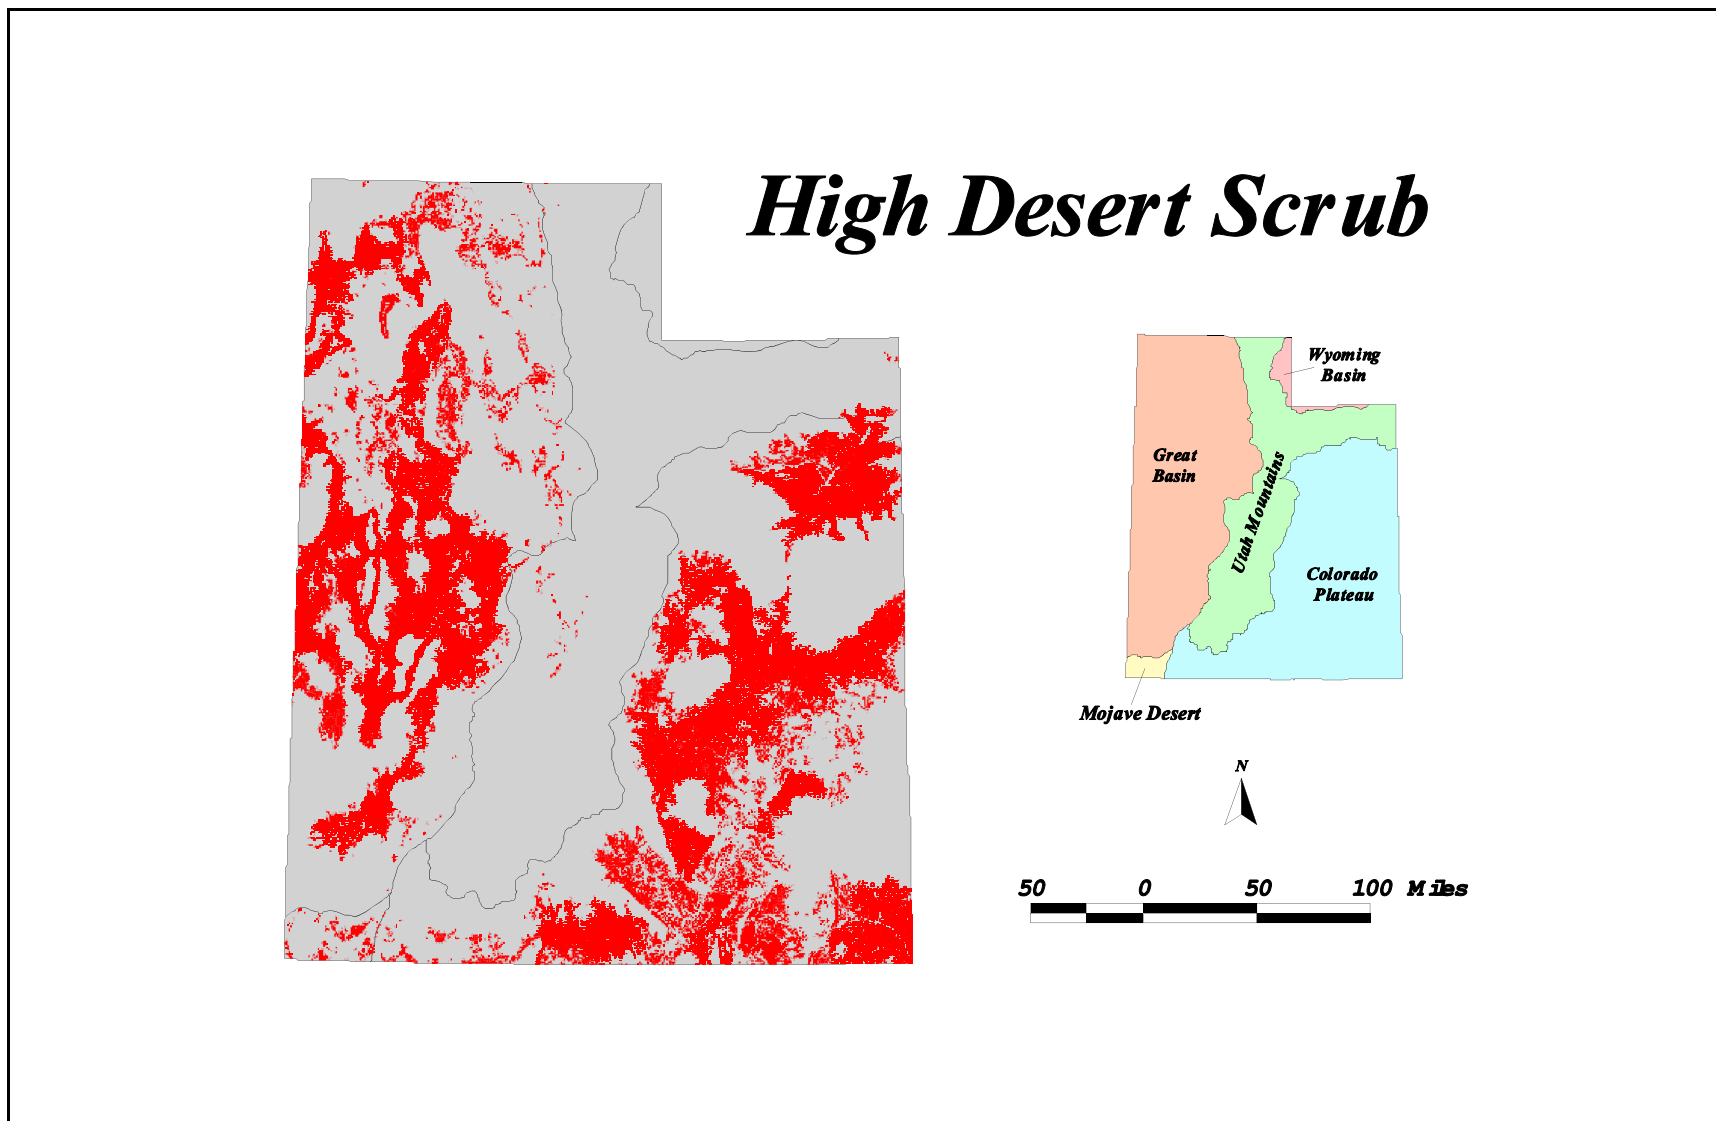 High Desert Scrub
Wyoming
Basin
Great
Basin
Utah Mountains
Colorado
Plateau
Mojave Desert
N
50 0 50 100 Miles